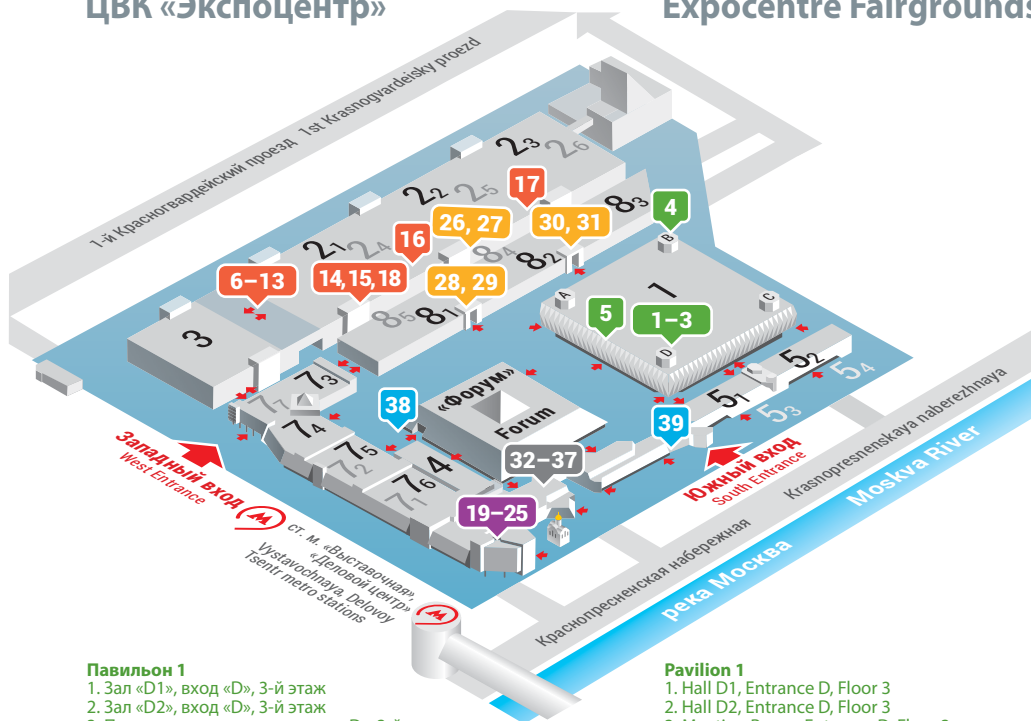 ЦВК «Экспоцентр»
Expocentre Fairgrounds
1-й Красногвардейский проезд 1st Krasnogvardeisky proezd
2₃
2₆
2₂
2₅
17
8₃
4
B
26, 27
30, 31
2₁
2₄
16
8₄
8₂
1
A
C
6–13
14, 15, 18
28, 29
5
1–3
D
3
8₅
8₁
5₂
5₄
7₃
7₇
«Форум»
Forum
5₁
5₃
38
39
7₄
7₅
7₂
4
7₆
7₁
32–37
19–25
Западный вход
West Entrance
Южный вход
South Entrance
ст. м. «Выставочная»,
«Деловой центр»
Vystavochnaya, Delovoy
Tsentr metro stations
Краснопресненская набережная
Krasnopresnenskaya naberezhnaya
река Москва
Moskva River
Павильон 1
1. Зал «D1», вход «D», 3-й этаж
2. Зал «D2», вход «D», 3-й этаж
Pavilion 1
1. Hall D1, Entrance D, Floor 3
2. Hall D2, Entrance D, Floor 3